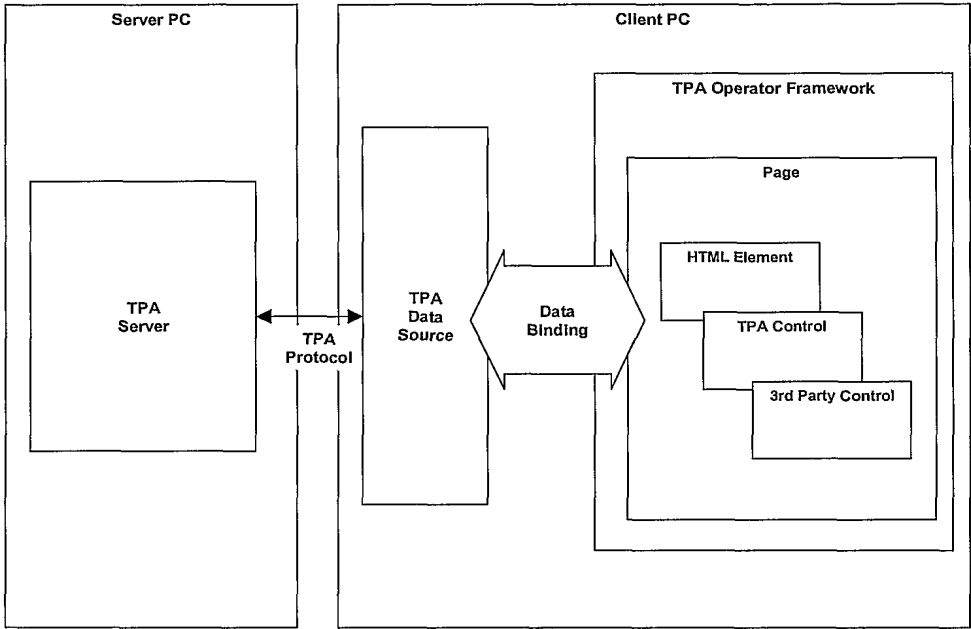 Server PC
Client PC
TPA Operator Framework
Page
HTML Element
TPA Control
3rd Party Control
TPA
Server
TPA
Protocol
TPA
Data
Source
Data
Binding